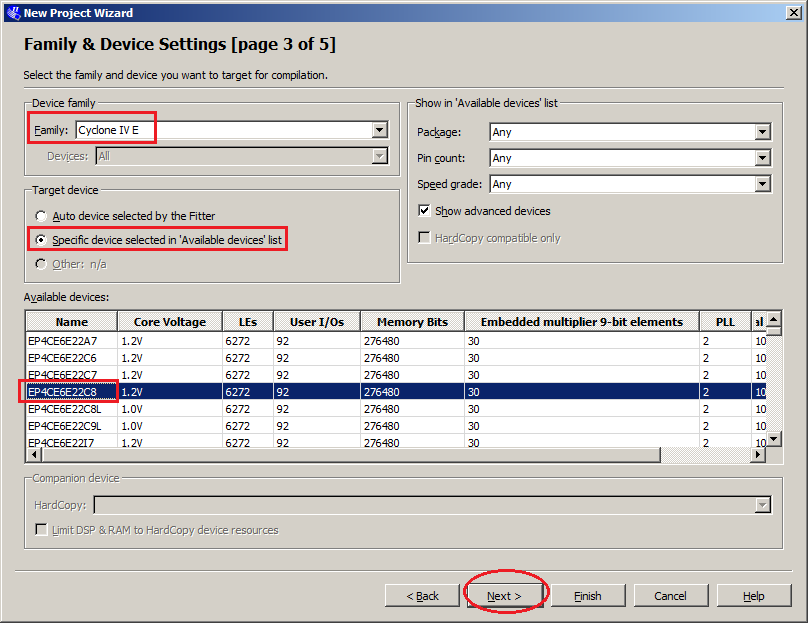 New Project Wizard
Family & Device Settings [page 3 of 5]
Select the family and device you want to target for compilation.
Device family
Family: Cyclone IV E
Devices: All
Target device
Auto device selected by the Fitter
Specific device selected in 'Available devices' list
Other: n/a
Show in 'Available devices' list
Package: Any
Pin count: Any
Speed grade: Any
Show advanced devices
HardCopy compatible only
Available devices:
Name Core Voltage LEs User I/Os Memory Bits Embedded multiplier 9-bit elements PLL al
EP4CE6E22A7 1.2V 6272 92 276480 30 2 10
EP4CE6E22C6 1.2V 6272 92 276480 30 2 10
EP4CE6E22C7 1.2V 6272 92 276480 30 2 10
EP4CE6E22C8 1.2V 6272 92 276480 30 2 10
EP4CE6E22C8L 1.0V 6272 92 276480 30 2 10
EP4CE6E22C9L 1.0V 6272 92 276480 30 2 10
EP4CE6E22I7 1.2V 6272 92 276480 30 2 10
Companion device
HardCopy:
Limit DSP & RAM to HardCopy device resources
< Back Next > Finish Cancel Help